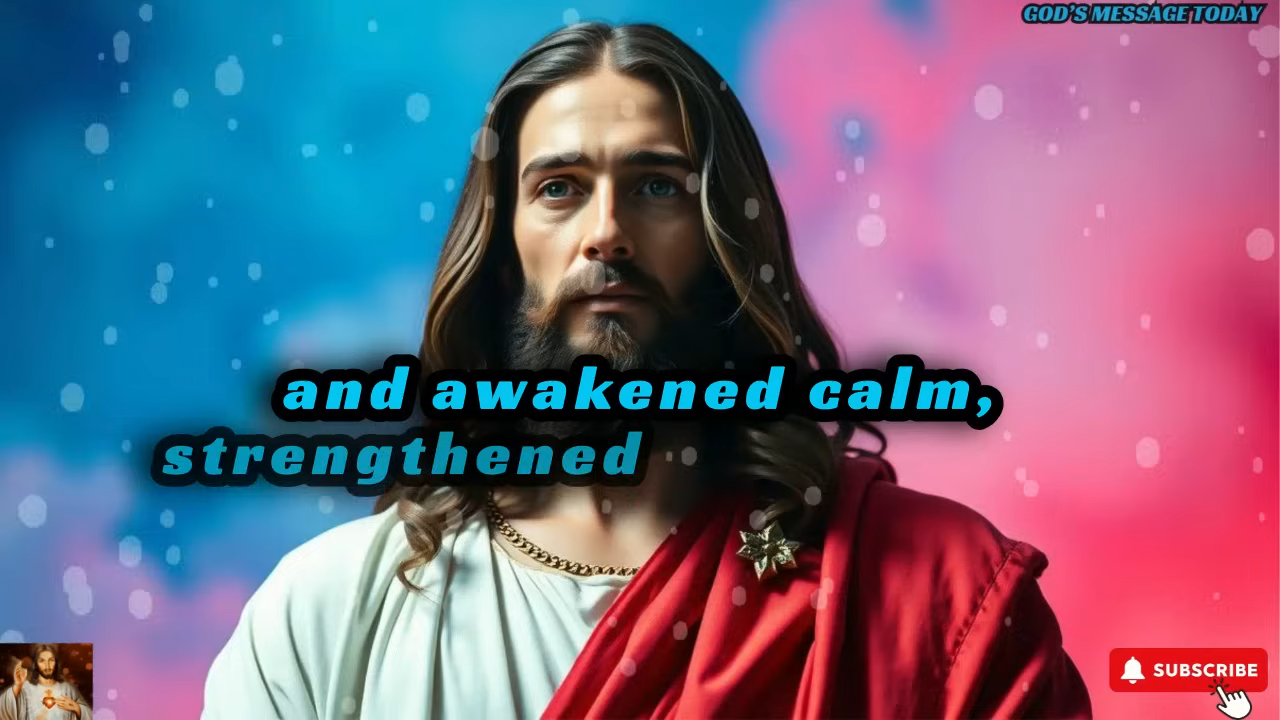 GOD'S MESSAGE TODAY
and awakened calm,
strengthened
SUBSCRIBE